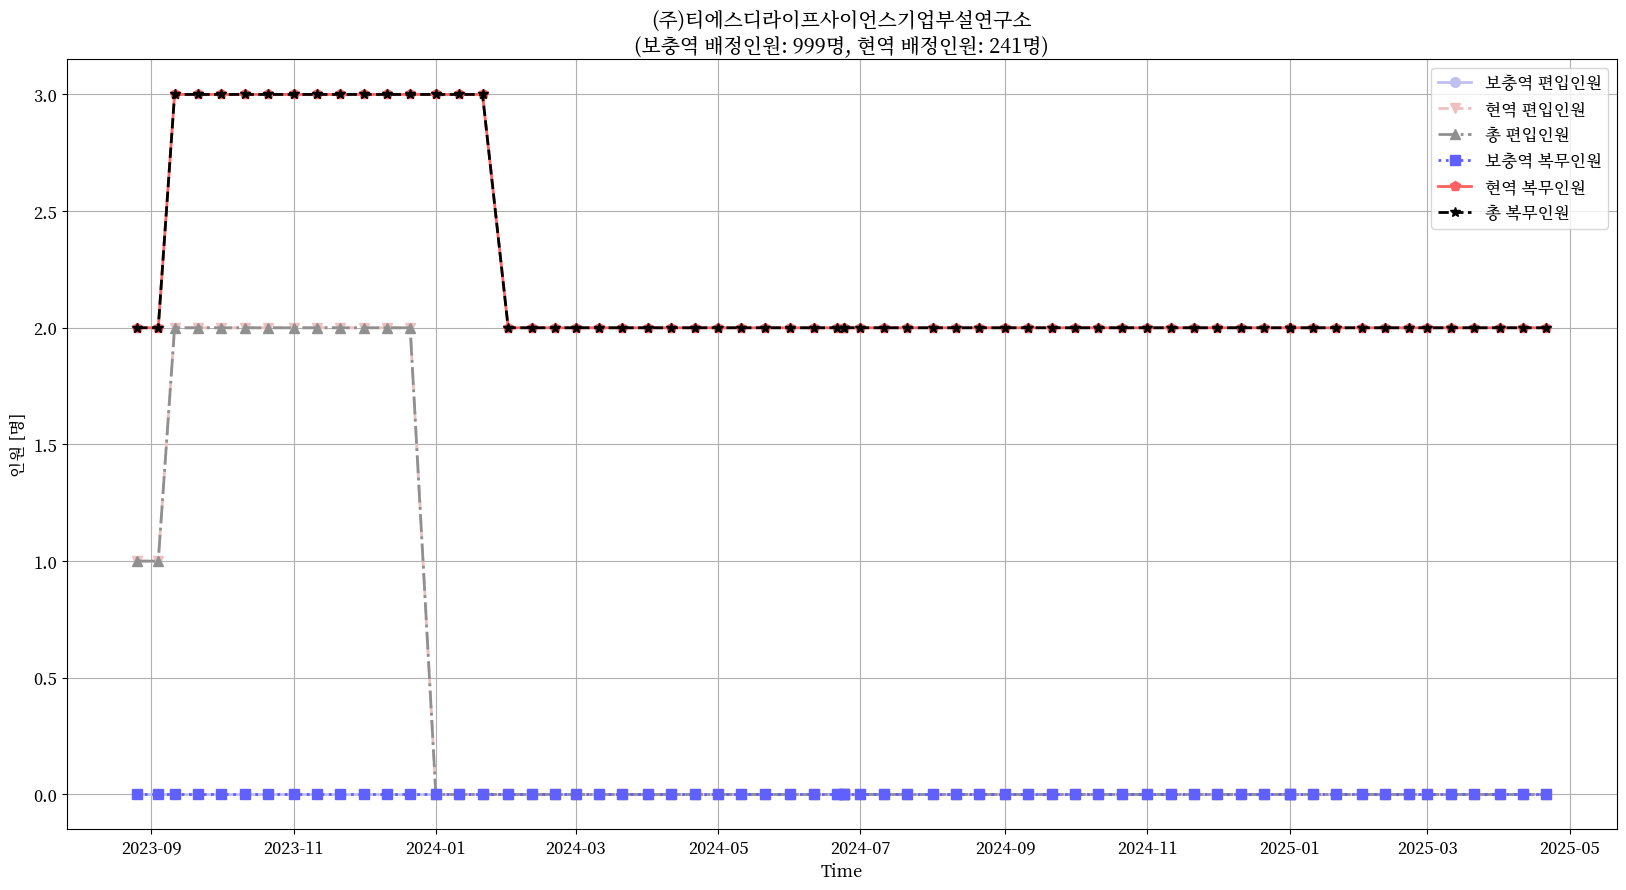 (주)티에스디라이프사이언스기업부설연구소
(보충역 배정인원: 999명, 현역 배정인원: 241명)
보충역 편입인원
현역 편입인원
총 편입인원
보충역 복무인원
현역 복무인원
총 복무인원
인원 [명]
3.0
2.5
2.0
1.5
1.0
0.5
0.0
2023-09
2023-11
2024-01
2024-03
2024-05
2024-07
2024-09
2024-11
2025-01
2025-03
2025-05
Time